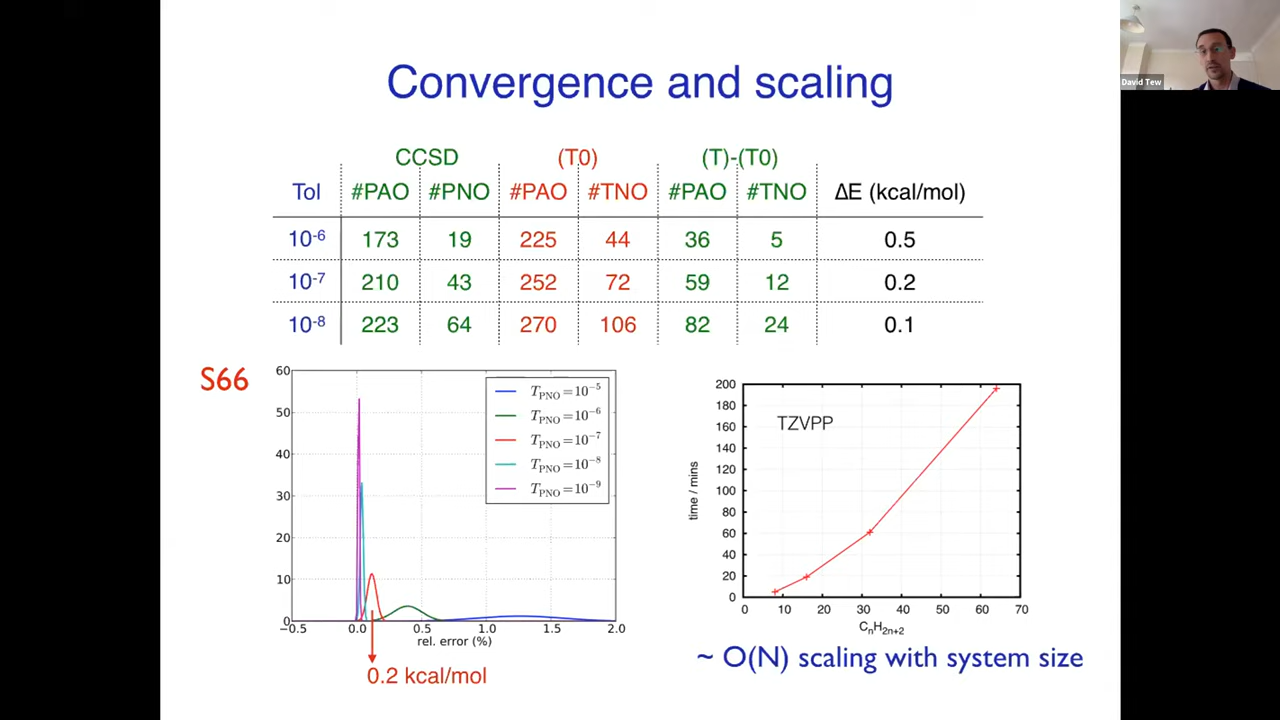 David Tew
Convergence and scaling
CCSD (T0) (T)-(T0)
Tol #PAO #PNO #PAO #TNO #PAO #TNO ΔE (kcal/mol)
10⁻⁶ 173 19 225 44 36 5 0.5
10⁻⁷ 210 43 252 72 59 12 0.2
10⁻⁸ 223 64 270 106 82 24 0.1
S66
60
50
40
30
20
10
0
−0.5 0.0 0.5 1.0 1.5 2.0
rel. error (%)
T_PNO=10⁻⁵
T_PNO=10⁻⁶
T_PNO=10⁻⁷
T_PNO=10⁻⁸
T_PNO=10⁻⁹
0.2 kcal/mol
TZVPP
time / mins
200
180
160
140
120
100
80
60
40
20
0
0 10 20 30 40 50 60 70
CₙH₂ₙ₊₂
~ O(N) scaling with system size